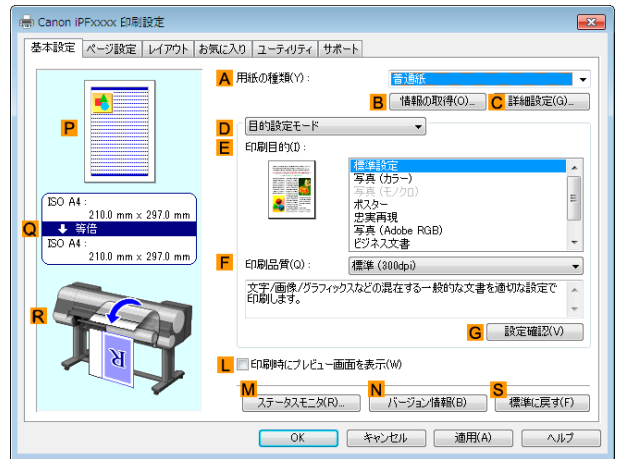 Canon iPFxxxx 印刷設定
基本設定 ページ設定 レイアウト お気に入り ユーティリティ サポート
A 用紙の種類(Y): 普通紙
B 情報の取得(O)... C 詳細設定(G)...
P
D 目的設定モード
E 印刷目的(I):
標準設定
写真 (カラー)
写真 (モノクロ)
ポスター
忠実再現
写真 (Adobe RGB)
ビジネス文書
ISO A4 :
210.0 mm x 297.0 mm
Q 等倍
ISO A4 :
210.0 mm x 297.0 mm
F 印刷品質(Q): 標準 (300dpi)
文字/画像/グラフィックスなどの混在する一般的な文書を適切な設定で
印刷します。
R
G 設定確認(V)
R
L 印刷時にプレビュー画面を表示(W)
M ステータスモニタ(R)... N バージョン情報(B) S 標準に戻す(F)
OK キャンセル 適用(A) ヘルプ